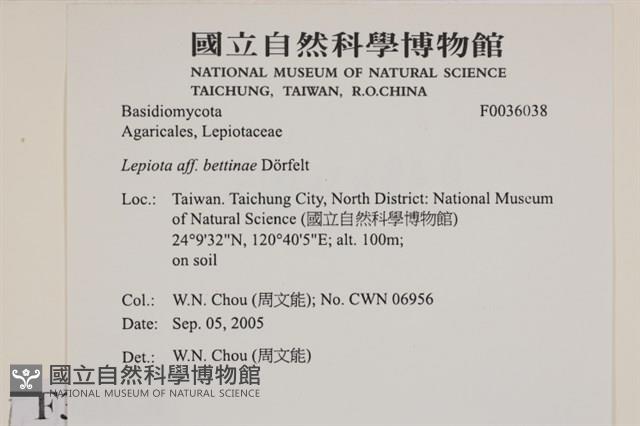 國立自然科學博物館
NATIONAL MUSEUM OF NATURAL SCIENCE
TAICHUNG, TAIWAN, R.O.CHINA
Basidiomycota F0036038
Agaricales, Lepiotaceae
Lepiota aff. bettinae Dörfelt
Loc.: Taiwan. Taichung City, North District: National Museum
of Natural Science (國立自然科學博物館)
24°9'32"N, 120°40'5"E; alt. 100m;
on soil
Col.: W.N. Chou (周文能); No. CWN 06956
Date: Sep. 05, 2005
Det.: W.N. Chou (周文能)
國立自然科學博物館
NATIONAL MUSEUM OF NATURAL SCIENCE